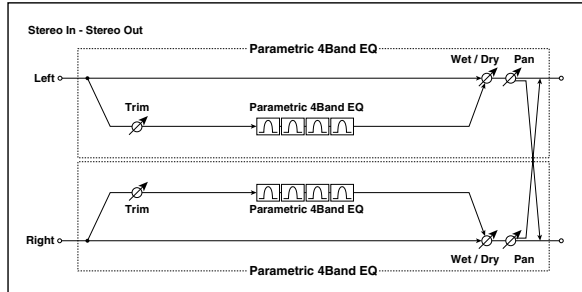 Stereo In - Stereo Out
Parametric 4Band EQ
Wet / Dry Pan
Left
Trim
Parametric 4Band EQ
Trim
Parametric 4Band EQ
Right
Wet / Dry Pan
Parametric 4Band EQ